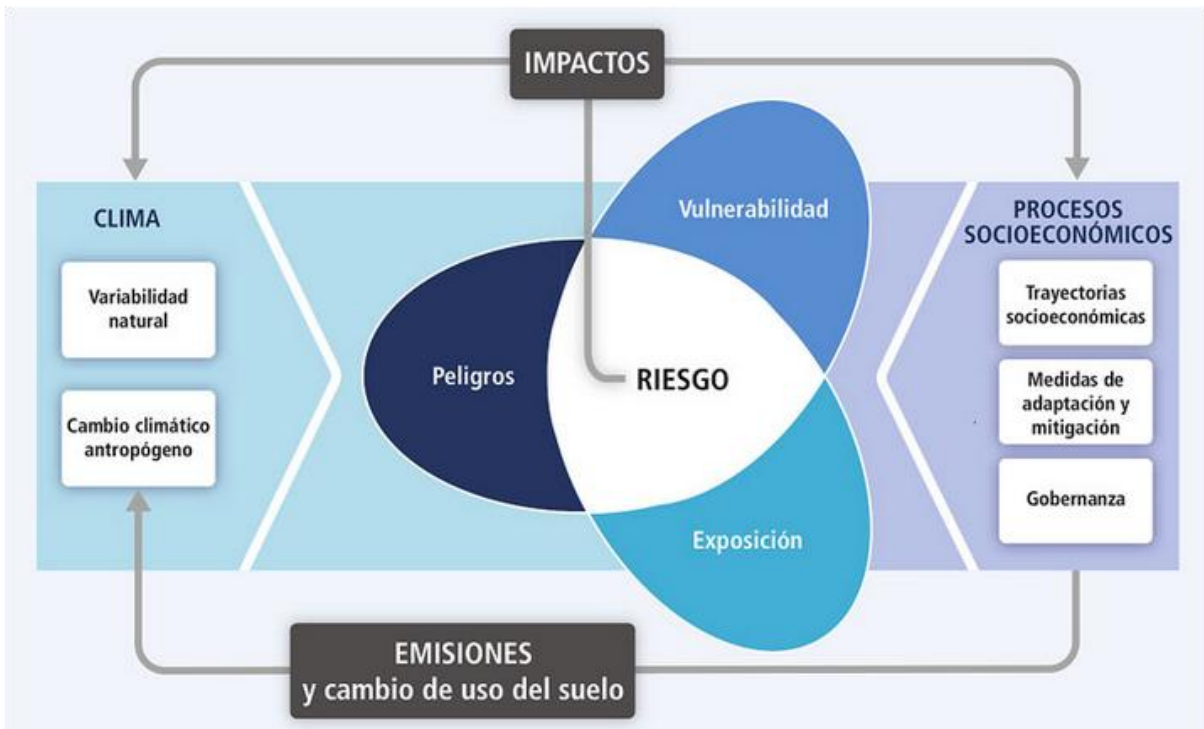 IMPACTOS
CLIMA
Variabilidad
natural
Cambio climático
antropógeno
Peligros
RIESGO
Vulnerabilidad
Exposición
PROCESOS
SOCIOECONÓMICOS
Trayectorias
socioeconómicas
Medidas de
adaptación y
mitigación
Gobernanza
EMISIONES
y cambio de uso del suelo